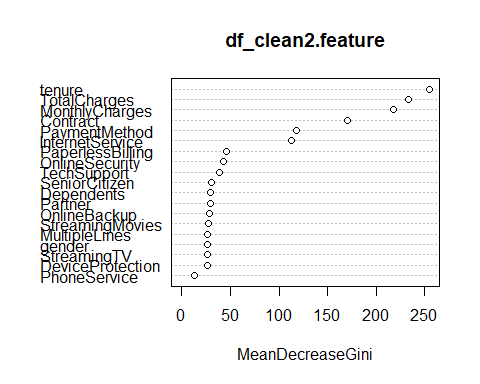 df_clean2.feature
tenure
TotalCharges
MonthlyCharges
Contract
PaymentMethod
InternetService
PaperlessBilling
OnlineSecurity
TechSupport
SeniorCitizen
Dependents
Partner
OnlineBackup
StreamingMovies
MultipleLines
gender
StreamingTV
DeviceProtection
PhoneService
0 50 100 150 200 250
MeanDecreaseGini